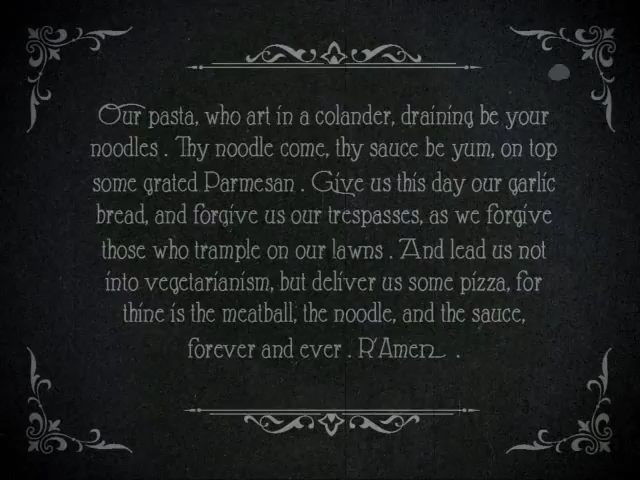 Our pasta, who art in a colander, draining be your
noodles . Thy noodle come, thy sauce be yum, on top
some grated Parmesan . Give us this day our garlic
bread, and forgive us our trespasses, as we forgive
those who trample on our lawns . And lead us not
into vegetarianism, but deliver us some pizza, for
thine is the meatball, the noodle, and the sauce,
forever and ever . R'Amen .